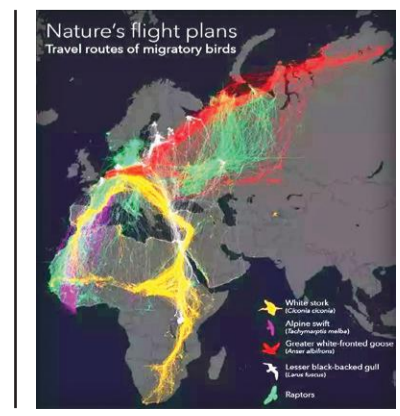 Nature's flight plans
Travel routes of migratory birds
White stork
(Ciconia ciconia)
Alpine swift
(Tachymarptis melba)
Greater white-fronted goose
(Anser albifrons)
Lesser black-backed gull
(Larus fuscus)
Raptors